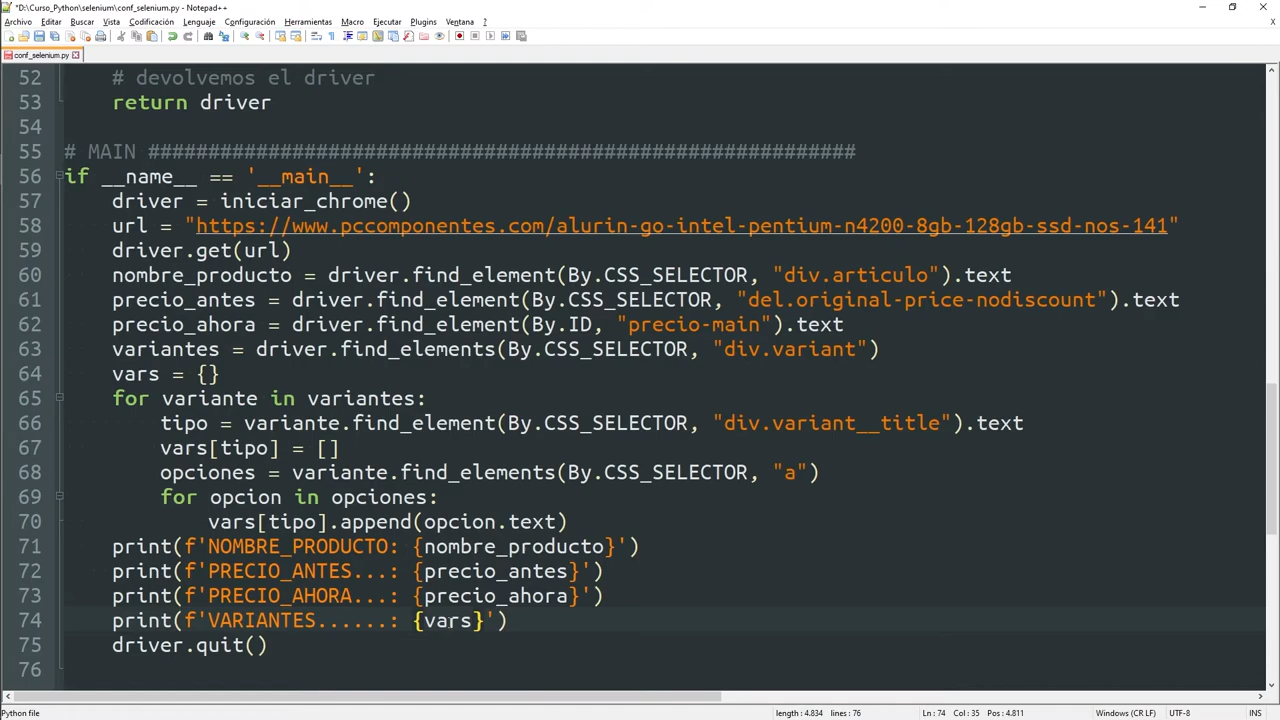 *D:\Curso_Python\selenium\conf_selenium.py - Notepad++
Archivo Editar Buscar Vista Codificación Lenguaje Configuración Herramientas Macro Ejecutar Plugins Ventana ?
conf_selenium.py
52 # devolvemos el driver
53 return driver
54
55 # MAIN ###########################################################
56 if __name__ == '__main__':
57 driver = iniciar_chrome()
58 url = "https://www.pccomponentes.com/alurin-go-intel-pentium-n4200-8gb-128gb-ssd-nos-141"
59 driver.get(url)
60 nombre_producto = driver.find_element(By.CSS_SELECTOR, "div.articulo").text
61 precio_antes = driver.find_element(By.CSS_SELECTOR, "del.original-price-nodiscount").text
62 precio_ahora = driver.find_element(By.ID, "precio-main").text
63 variantes = driver.find_elements(By.CSS_SELECTOR, "div.variant")
64 vars = {}
65 for variante in variantes:
66 tipo = variante.find_element(By.CSS_SELECTOR, "div.variant__title").text
67 vars[tipo] = []
68 opciones = variante.find_elements(By.CSS_SELECTOR, "a")
69 for opcion in opciones:
70 vars[tipo].append(opcion.text)
71 print(f'NOMBRE_PRODUCTO: {nombre_producto}')
72 print(f'PRECIO_ANTES...: {precio_antes}')
73 print(f'PRECIO_AHORA...: {precio_ahora}')
74 print(f'VARIANTES......: {vars}')
75 driver.quit()
76
Python file length : 4.834 lines : 76 Ln : 74 Col : 35 Pos : 4.811 Windows (CR LF) UTF-8 INS